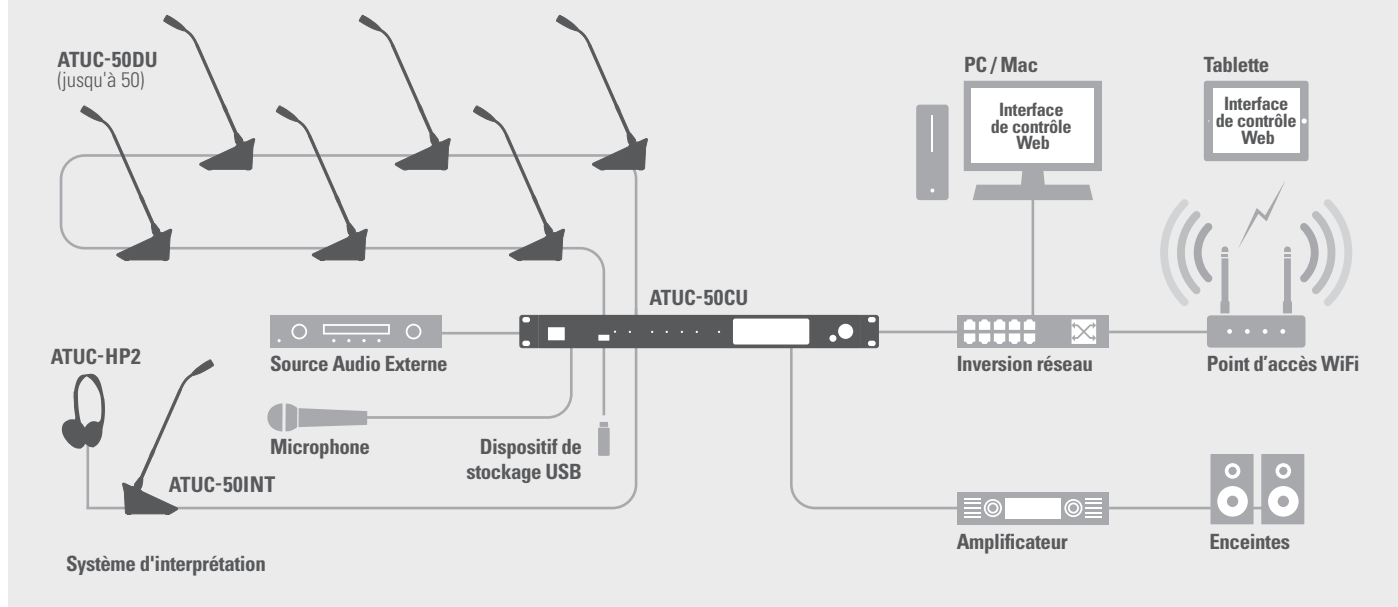 ATUC-50DU
(jusqu'à 50)
PC / Mac
Tablette
Interface
de contrôle
Web
Interface
de contrôle
Web
ATUC-50CU
ATUC-HP2
Source Audio Externe
Inversion réseau
Point d’accès WiFi
Microphone
Dispositif de
stockage USB
ATUC-50INT
Amplificateur
Enceintes
Système d'interprétation